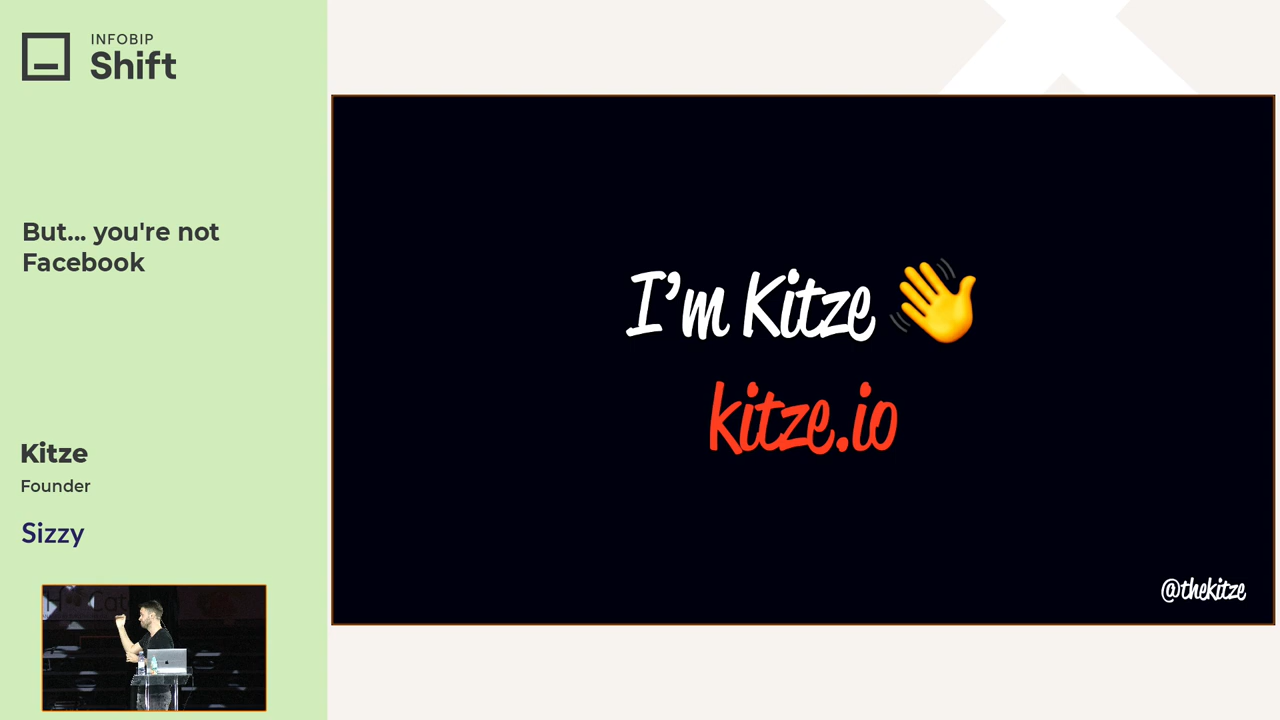 INFOBIP
Shift
But... you're not
Facebook
Kitze
Founder
Sizzy
I'm Kitze 👋
kitze.io
@thekitze